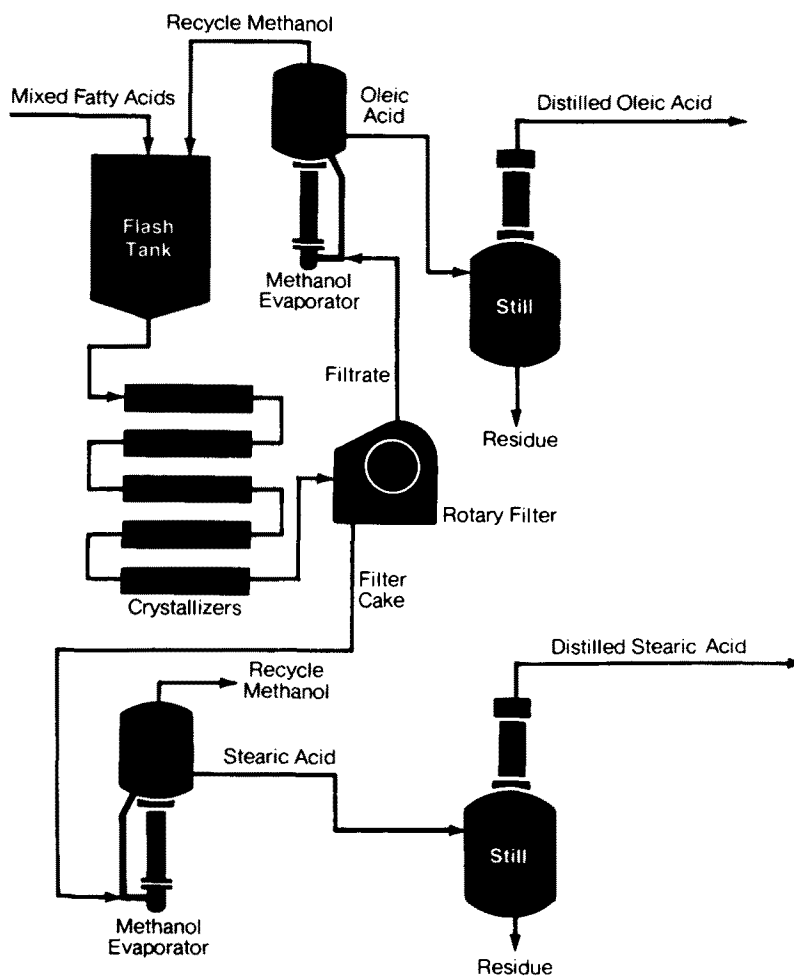 Recycle Methanol
Mixed Fatty Acids
Oleic
Acid
Distilled Oleic Acid
Flash
Tank
Methanol
Evaporator
Still
Filtrate
Residue
Rotary Filter
Crystallizers
Filter
Cake
Distilled Stearic Acid
Recycle
Methanol
Stearic Acid
Still
Methanol
Evaporator
Residue